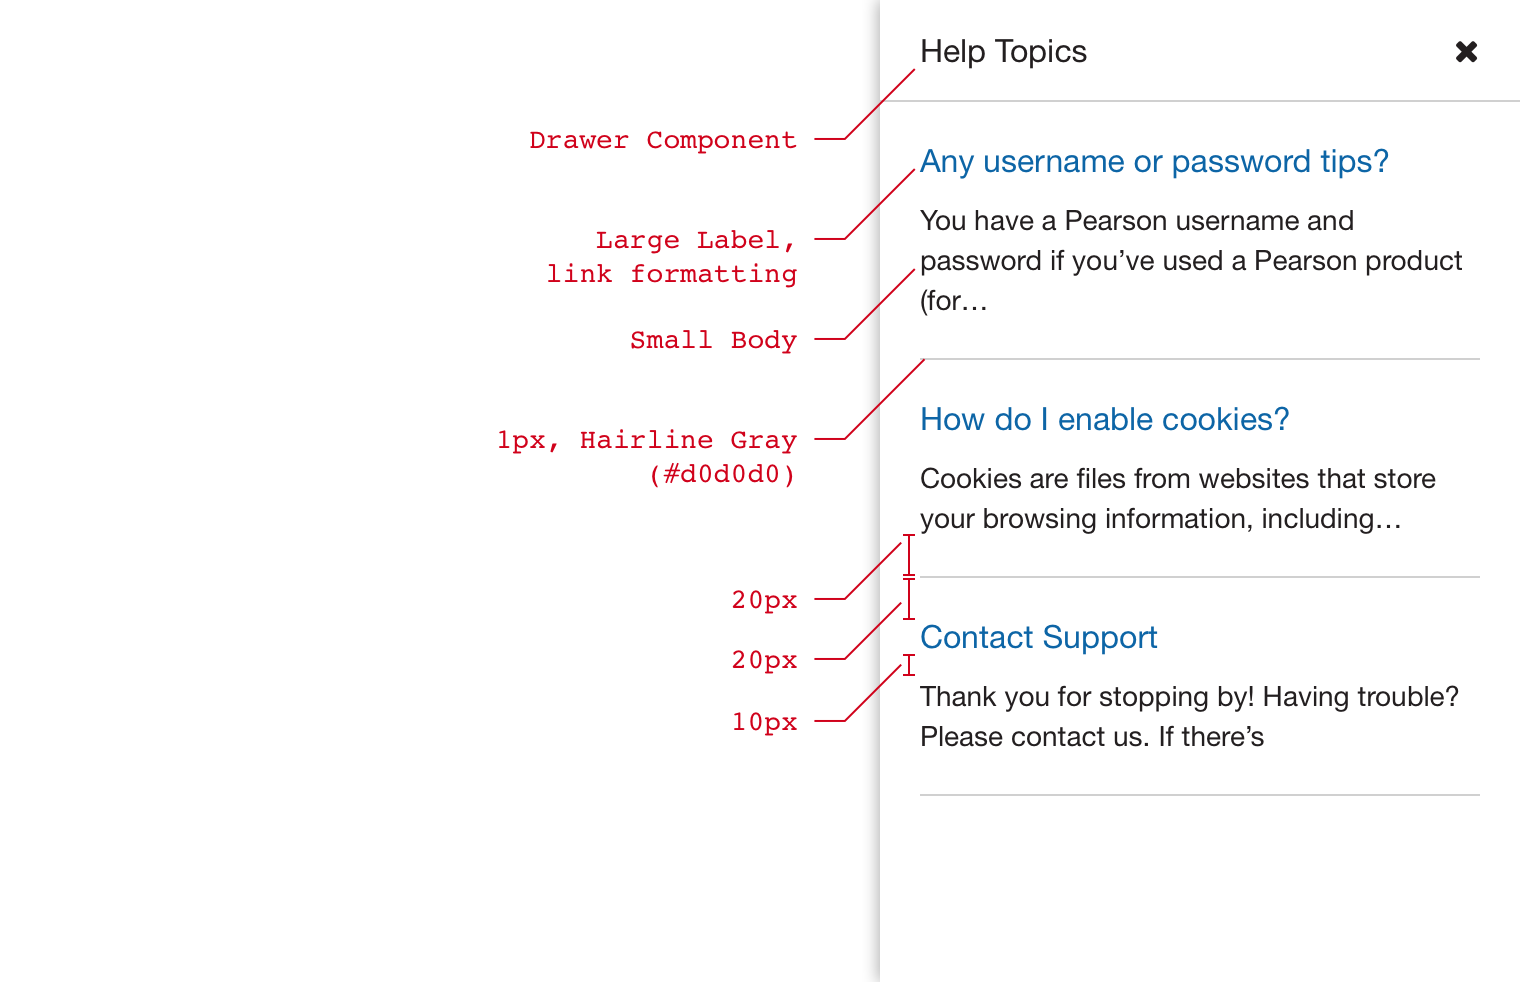 Help Topics
Drawer Component
Any username or password tips?
You have a Pearson username and
password if you’ve used a Pearson product
(for…
Large Label,
link formatting
Small Body
1px, Hairline Gray
(#d0d0d0)
How do I enable cookies?
Cookies are files from websites that store
your browsing information, including…
20px
20px
10px
Contact Support
Thank you for stopping by! Having trouble?
Please contact us. If there’s